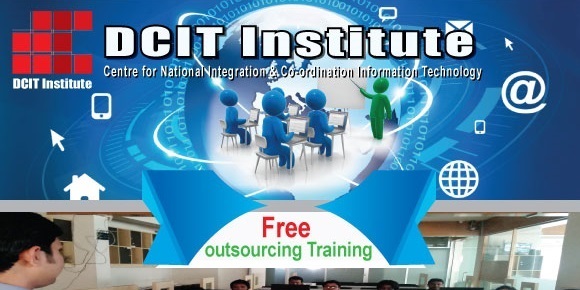 DCIT Institute
DCIT Institute
Centre for National Integration & Co-ordination Information Technology
@
Free
outsourcing Training